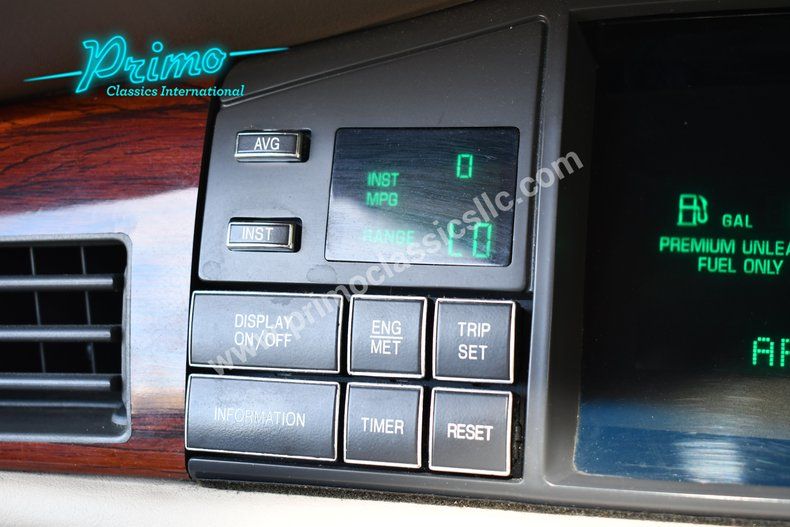 Primo
Classics International
AVG
INST
INST
MPG
0
RANGE
LO
DISPLAY
ON/OFF
ENG
MET
TRIP
SET
INFORMATION
TIMER
RESET
GAL
PREMIUM UNLEA
FUEL ONLY
www.primoclassicsllc.com